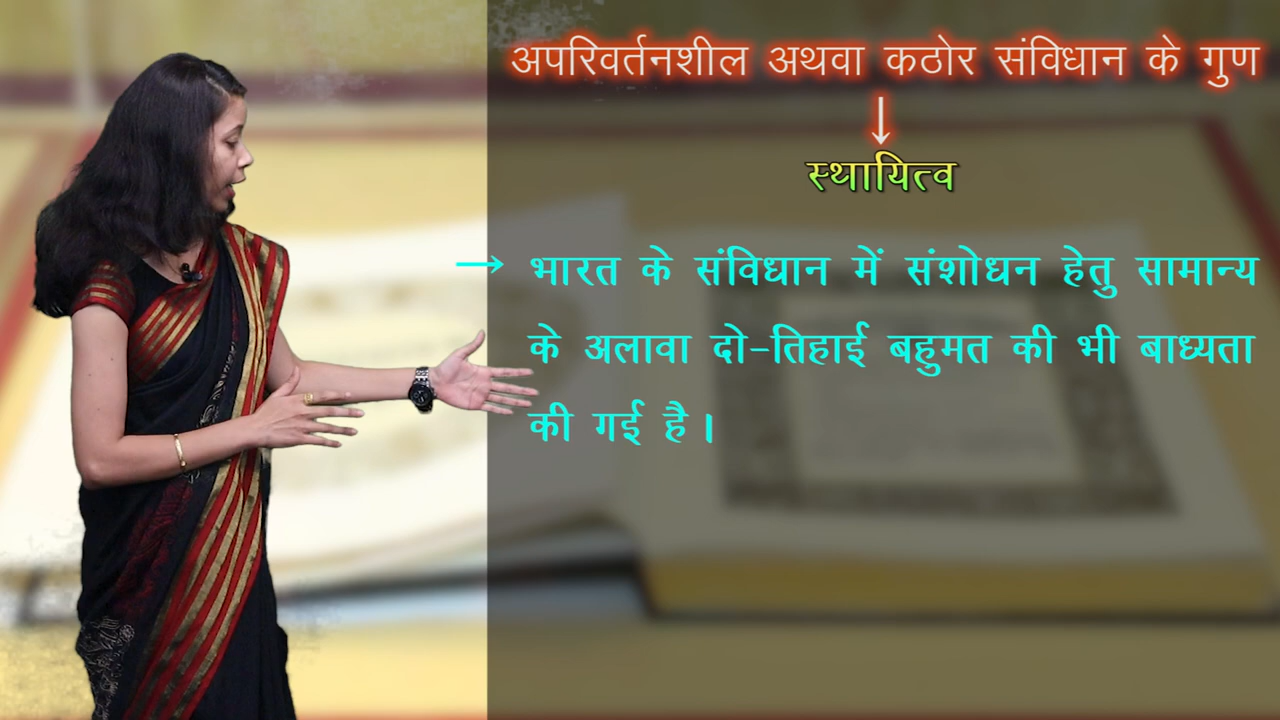 अपरिवर्तनशील अथवा कठोर संविधान के गुण
↓
स्थायित्व
→ भारत के संविधान में संशोधन हेतु सामान्य
के अलावा दो-तिहाई बहुमत की भी बाध्यता
की गई है।